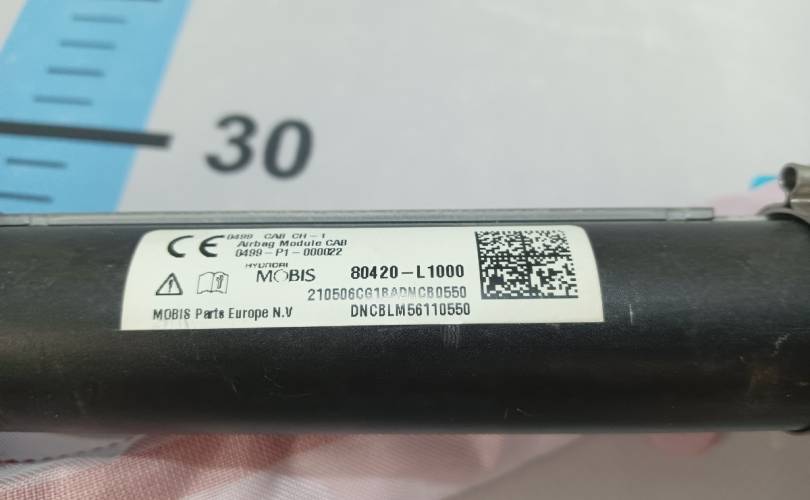 30
CE 0499 CAB CH-1
Airbag Module CAB
0499-P1-000022
HYUNDAI
MOBIS 80420-L1000
210506CG1BADNCB0550
MOBIS Parts Europe N.V DNCBLM56110550